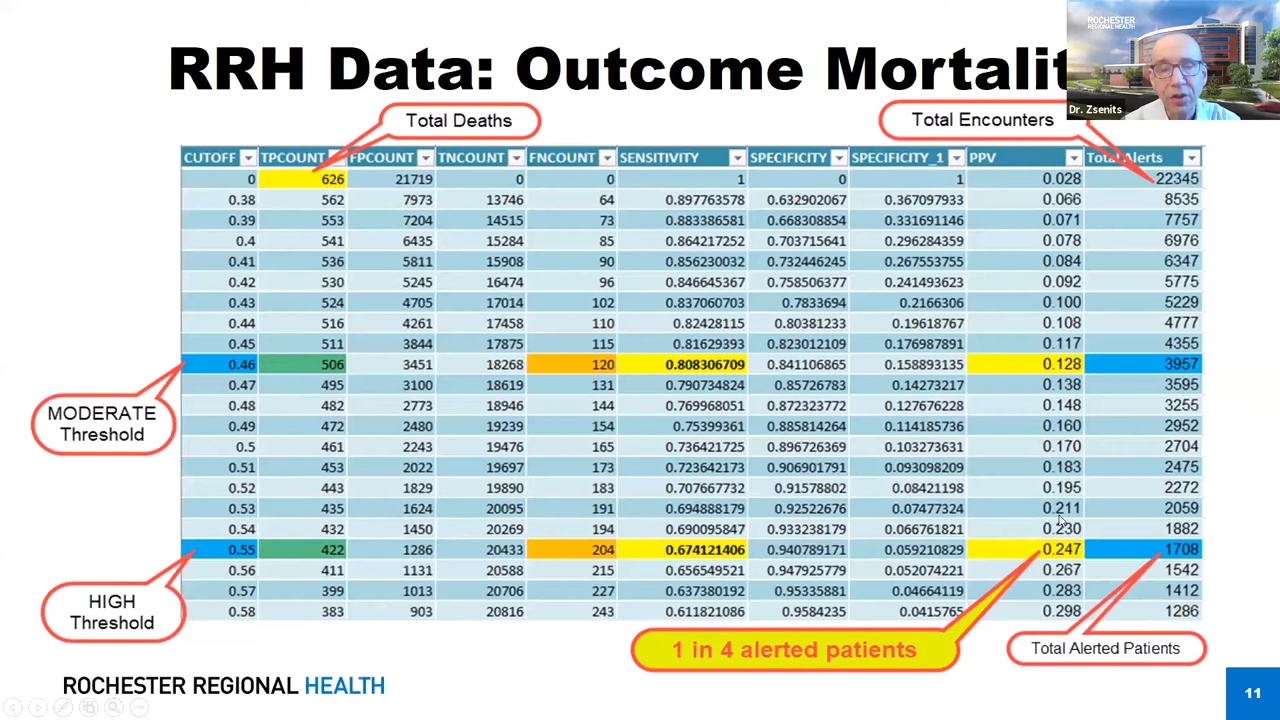 ROCHESTER
REGIONAL HEALTH
RRH Data: Outcome Mortalit
Dr. Zsenits
Total Deaths
Total Encounters
CUTOFF TPCOUNT FPCOUNT TNCOUNT FNCOUNT SENSITIVITY SPECIFICITY SPECIFICITY_1 PPV Total Alerts
0 626 21719 0 0 1 0 1 0.028 22345
0.38 562 7973 13746 64 0.897763578 0.632902067 0.367097933 0.066 8535
0.39 553 7204 14515 73 0.883386581 0.668308854 0.331691146 0.071 7757
0.4 541 6435 15284 85 0.864217252 0.703715641 0.296284359 0.078 6976
0.41 536 5811 15908 90 0.856230032 0.732446245 0.267553755 0.084 6347
0.42 530 5245 16474 96 0.846645367 0.758506377 0.241493623 0.092 5775
0.43 524 4705 17014 102 0.837060703 0.7833694 0.2166306 0.100 5229
0.44 516 4261 17458 110 0.82428115 0.80381233 0.19618767 0.108 4777
0.45 511 3844 17875 115 0.81629393 0.823012109 0.176987891 0.117 4355
0.46 506 3451 18268 120 0.808306709 0.841106865 0.158893135 0.128 3957
0.47 495 3100 18619 131 0.790734824 0.85726783 0.14273217 0.138 3595
0.48 482 2773 18946 144 0.769968051 0.872323772 0.127676228 0.148 3255
0.49 472 2480 19239 154 0.75399361 0.885814264 0.114185736 0.160 2952
0.5 461 2243 19476 165 0.736421725 0.896726369 0.103273631 0.170 2704
0.51 453 2022 19697 173 0.723642173 0.906901791 0.093098209 0.183 2475
0.52 443 1829 19890 183 0.707667732 0.91578802 0.08421198 0.195 2272
0.53 435 1624 20095 191 0.694888179 0.92522676 0.07477324 0.211 2059
0.54 432 1450 20269 194 0.690095847 0.933238179 0.066761821 0.230 1882
0.55 422 1286 20433 204 0.674121406 0.940789171 0.059210829 0.247 1708
0.56 411 1131 20588 215 0.656549521 0.947925779 0.052074221 0.267 1542
0.57 399 1013 20706 227 0.637380192 0.95335881 0.04664119 0.283 1412
0.58 383 903 20816 243 0.611821086 0.9584235 0.0415765 0.298 1286
MODERATE
Threshold
HIGH
Threshold
1 in 4 alerted patients
Total Alerted Patients
ROCHESTER REGIONAL HEALTH
11